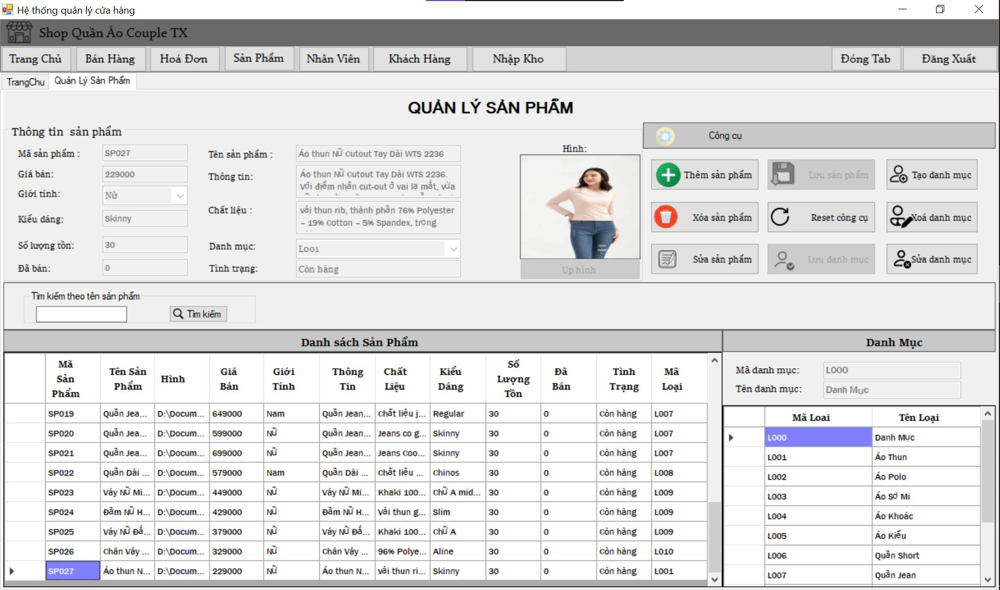 Hệ thống quản lý cửa hàng
Shop Quần Áo Couple TX
Trang Chủ Bán Hàng Hoá Đơn Sản Phẩm Nhân Viên Khách Hàng Nhập Kho Đóng Tab Đăng Xuất
TrangChu Quản Lý Sản Phẩm
QUẢN LÝ SẢN PHẨM
Thông tin sản phẩm
Mã sản phẩm : SP027
Giá bán: 229000
Giới tính: Nữ
Kiểu dáng: Skinny
Số lượng tồn: 30
Đã bán: 0
Tên sản phẩm : Áo thun Nữ Cutout Tay Dài WTS 2236
Thông tin: Áo thun Nữ Cutout Tay Dài WTS 2236.
Với điểm nhấn cut-out ở vai lạ mắt, vừa
Chất liệu : vải thun rib, thành phần 76% Polyester
– 19% Cotton – 5% Spandex, trọng
Danh mục: L001
Tình trạng: Còn hàng
Hình:
Up hình
Công cụ
Thêm sản phẩm Lưu sản phẩm Tạo danh mục
Xóa sản phẩm Reset công cụ Xoá danh mục
Sửa sản phẩm Lưu danh mục Sửa danh mục
Tìm kiếm theo tên sản phẩm
Tìm kiếm
Danh sách Sản Phẩm
Mã Sản Phẩm Tên Sản Phẩm Hình Giá Bán Giới Tính Thông Tin Chất Liệu Kiểu Dáng Số Lượng Tồn Đã Bán Tình Trạng Mã Loại
SP019 Quần Jea... D:\Docum... 649000 Nam Quần Jean... Chất liệu j... Regular 30 0 Còn hàng L007
SP020 Quần Jea... D:\Docum... 599000 Nữ Quần Jean... Jeans co g... Skinny 30 0 Còn hàng L007
SP021 Quần Jea... D:\Docum... 699000 Nữ Quần Jean... Jeans Coo... Skinny 30 0 Còn hàng L007
SP022 Quần Dài ... D:\Docum... 579000 Nam Quần Dài ... Chất liệu ... Chinos 30 0 Còn hàng L008
SP023 Váy Nữ Mi... D:\Docum... 449000 Nữ Váy Nữ Mi... Khaki 100... Chữ A mid... 30 0 Còn hàng L009
SP024 Đầm Nữ H... D:\Docum... 429000 Nữ Đầm Nữ H... Vải thun g... Slim 30 0 Còn hàng L009
SP025 Váy Nữ Đắ... D:\Docum... 379000 Nữ Váy Nữ Đắ... Khaki 100... Chữ A 30 0 Còn hàng L009
SP026 Chân Váy ... D:\Docum... 329000 Nữ Chân Váy ... 96% Polye... Aline 30 0 Còn hàng L010
SP027 Áo thun N... D:\Docum... 229000 Nữ Áo thun N... vải thun ri... Skinny 30 0 Còn hàng L001
Danh Mục
Mã danh mục: L000
Tên danh mục: Danh Mục
Mã Loai Tên Loại
L000 Danh Mục
L001 Áo Thun
L002 Áo Polo
L003 Áo Sơ Mi
L004 Áo Khoác
L005 Áo Kiểu
L006 Quần Short
L007 Quần Jean